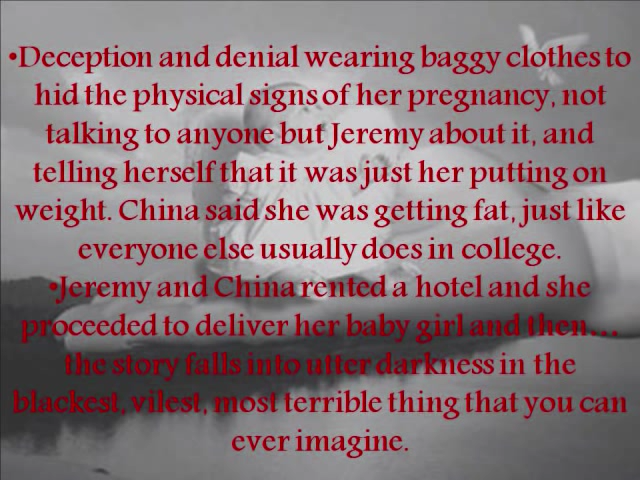 •Deception and denial wearing baggy clothes to
hid the physical signs of her pregnancy, not
talking to anyone but Jeremy about it, and
telling herself that it was just her putting on
weight. China said she was getting fat, just like
everyone else usually does in college.
•Jeremy and China rented a hotel and she
proceeded to deliver her baby girl and then…
the story falls into utter darkness in the
blackest, vilest, most terrible thing that you can
ever imagine.